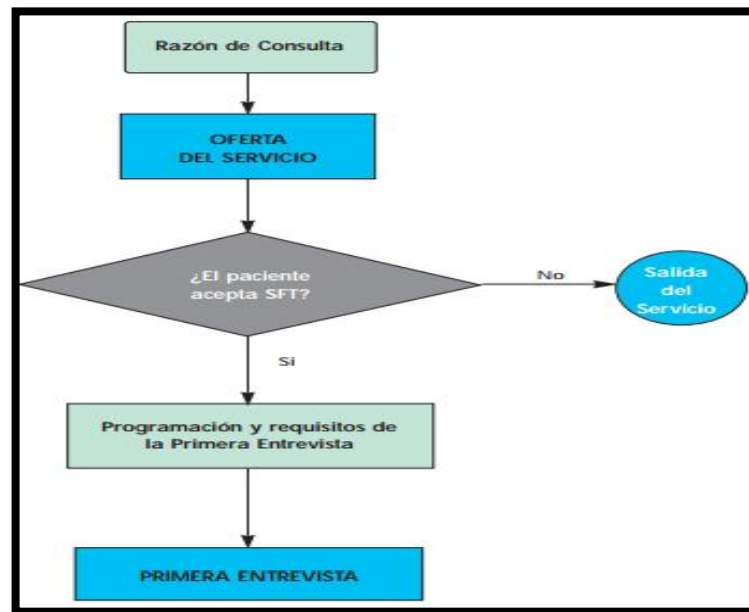 Razón de Consulta
OFERTA
DEL SERVICIO
¿El paciente
acepta SFT?
No
Salida
del
Servicio
Si
Programación y requisitos de
la Primera Entrevista
PRIMERA ENTREVISTA